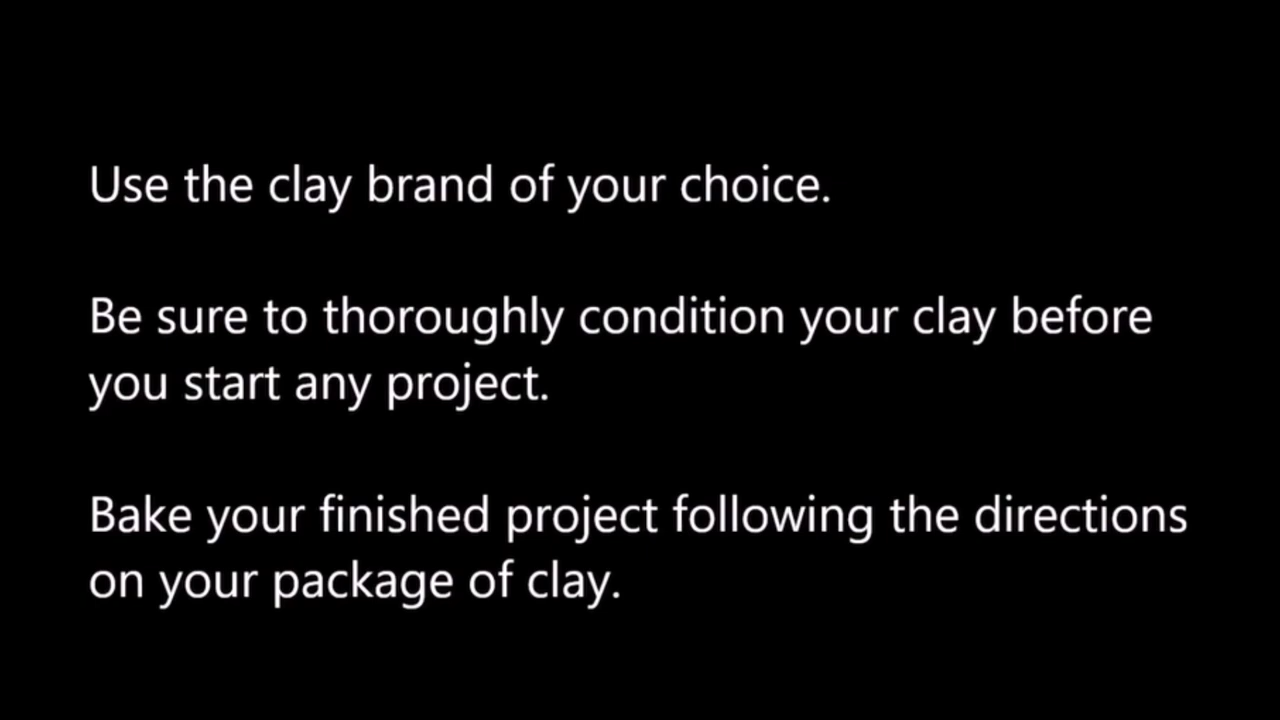 Use the clay brand of your choice.
Be sure to thoroughly condition your clay before
you start any project.
Bake your finished project following the directions
on your package of clay.